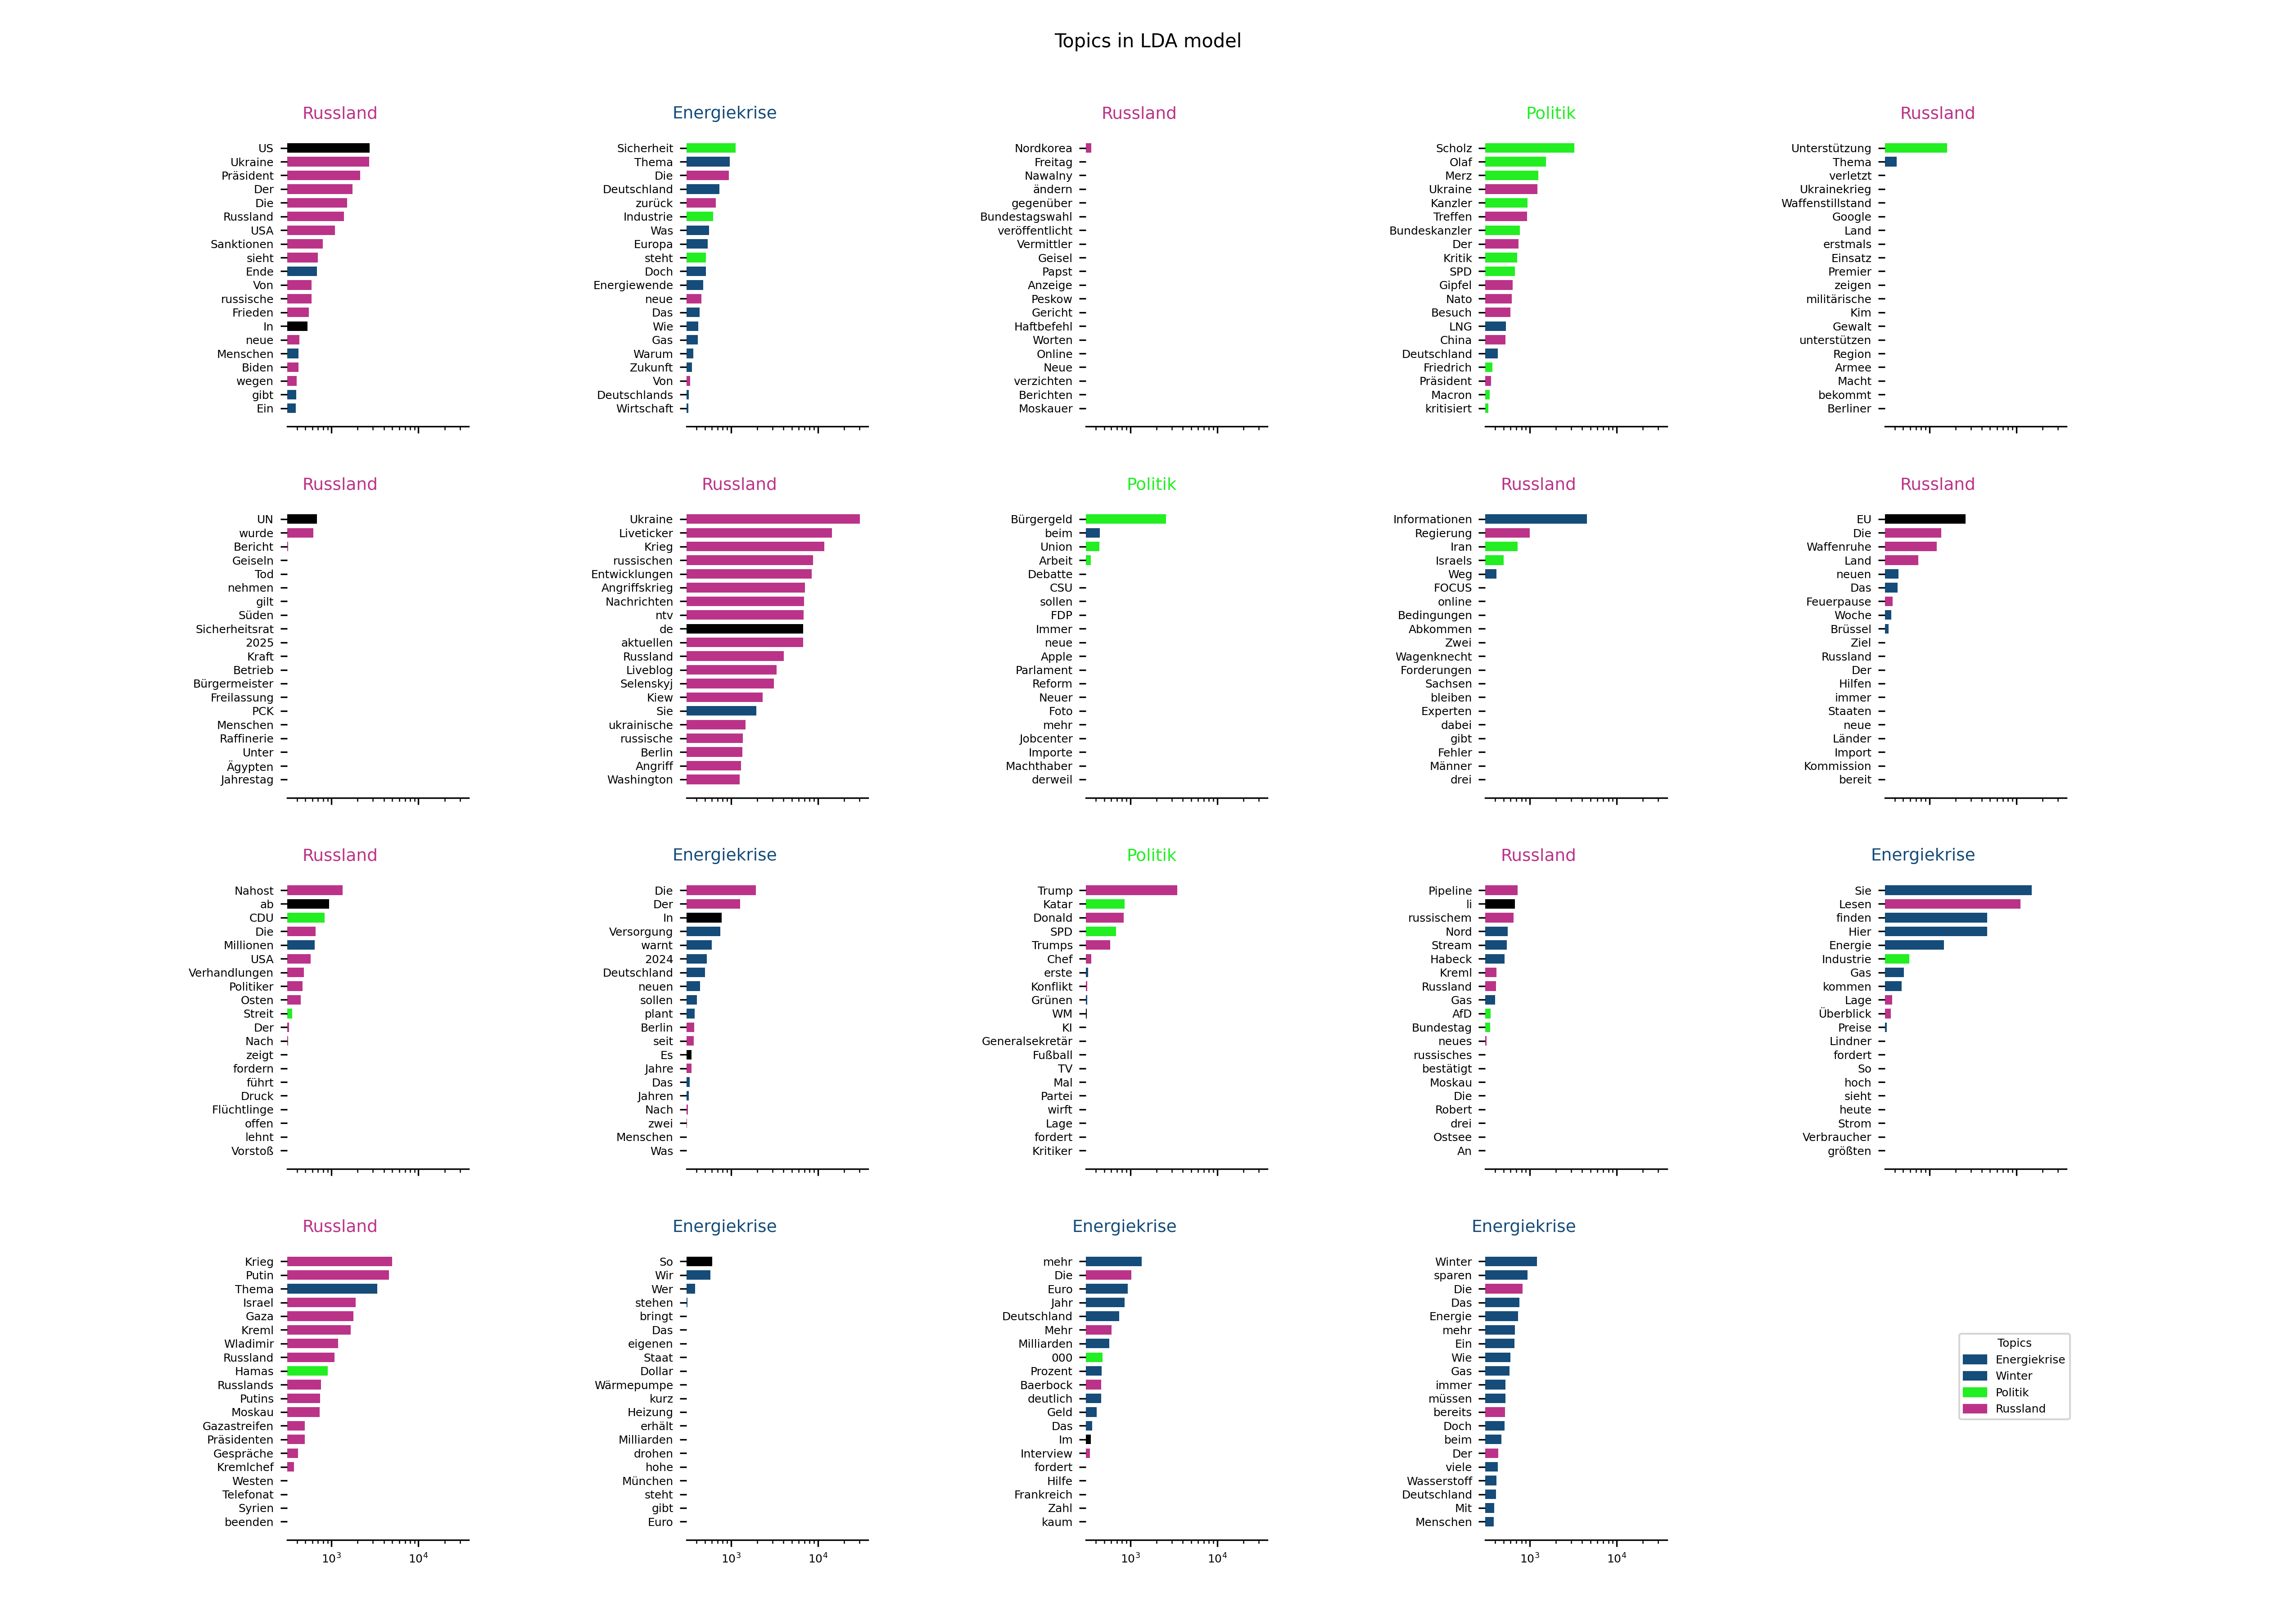 Topics in LDA model
Russland
US
Ukraine
Präsident
Der
Die
Russland
USA
Sanktionen
sieht
Ende
Von
russische
Frieden
In
neue
Menschen
Biden
wegen
gibt
Ein
Energiekrise
Sicherheit
Thema
Die
Deutschland
zurück
Industrie
Was
Europa
steht
Doch
Energiewende
neue
Das
Wie
Gas
Warum
Zukunft
Von
Deutschlands
Wirtschaft
Russland
Nordkorea
Freitag
Nawalny
ändern
gegenüber
Bundestagswahl
veröffentlicht
Vermittler
Geisel
Papst
Anzeige
Peskow
Gericht
Haftbefehl
Worten
Online
Neue
verzichten
Berichten
Moskauer
Politik
Scholz
Olaf
Merz
Ukraine
Kanzler
Treffen
Bundeskanzler
Der
Kritik
SPD
Gipfel
Nato
Besuch
LNG
China
Deutschland
Friedrich
Präsident
Macron
kritisiert
Russland
Unterstützung
Thema
verletzt
Ukrainekrieg
Waffenstillstand
Google
Land
erstmals
Einsatz
Premier
zeigen
militärische
Kim
Gewalt
unterstützen
Region
Armee
Macht
bekommt
Berliner
Russland
UN
wurde
Bericht
Geiseln
Tod
nehmen
gilt
Süden
Sicherheitsrat
2025
Kraft
Betrieb
Bürgermeister
Freilassung
PCK
Menschen
Raffinerie
Unter
Ägypten
Jahrestag
Russland
Ukraine
Liveticker
Krieg
russischen
Entwicklungen
Angriffskrieg
Nachrichten
ntv
de
aktuellen
Russland
Liveblog
Selenskyj
Kiew
Sie
ukrainische
russische
Berlin
Angriff
Washington
Politik
Bürgergeld
beim
Union
Arbeit
Debatte
CSU
sollen
FDP
Immer
neue
Apple
Parlament
Reform
Neuer
Foto
mehr
Jobcenter
Importe
Machthaber
derweil
Russland
Informationen
Regierung
Iran
Israels
Weg
FOCUS
online
Bedingungen
Abkommen
Zwei
Wagenknecht
Forderungen
Sachsen
bleiben
Experten
dabei
gibt
Fehler
Männer
drei
Russland
EU
Die
Waffenruhe
Land
neuen
Das
Feuerpause
Woche
Brüssel
Ziel
Russland
Der
Hilfen
immer
Staaten
neue
Länder
Import
Kommission
bereit
Russland
Nahost
ab
CDU
Die
Millionen
USA
Verhandlungen
Politiker
Osten
Streit
Der
Nach
zeigt
fordern
führt
Druck
Flüchtlinge
offen
lehnt
Vorstoß
Energiekrise
Die
Der
In
Versorgung
warnt
2024
Deutschland
neuen
sollen
plant
Berlin
seit
Es
Jahre
Das
Jahren
Nach
zwei
Menschen
Was
Politik
Trump
Katar
Donald
SPD
Trumps
Chef
erste
Konflikt
Grünen
WM
KI
Generalsekretär
Fußball
TV
Mal
Partei
wirft
Lage
fordert
Kritiker
Russland
Pipeline
li
russischem
Nord
Stream
Habeck
Kreml
Russland
Gas
AfD
Bundestag
neues
russisches
bestätigt
Moskau
Die
Robert
drei
Ostsee
An
Energiekrise
Sie
Lesen
finden
Hier
Energie
Industrie
Gas
kommen
Lage
Überblick
Preise
Lindner
fordert
So
hoch
sieht
heute
Strom
Verbraucher
größten
Russland
Krieg
Putin
Thema
Israel
Gaza
Kreml
Wladimir
Russland
Hamas
Russlands
Putins
Moskau
Gazastreifen
Präsidenten
Gespräche
Kremlchef
Westen
Telefonat
Syrien
beenden
10³
10⁴
Energiekrise
So
Wir
Wer
stehen
bringt
Das
eigenen
Staat
Dollar
Wärmepumpe
kurz
Heizung
erhält
Milliarden
drohen
hohe
München
steht
gibt
Euro
10³
10⁴
Energiekrise
mehr
Die
Euro
Jahr
Deutschland
Mehr
Milliarden
000
Prozent
Baerbock
deutlich
Geld
Das
Im
Interview
fordert
Hilfe
Frankreich
Zahl
kaum
10³
10⁴
Energiekrise
Winter
sparen
Die
Das
Energie
mehr
Ein
Wie
Gas
immer
müssen
bereits
Doch
beim
Der
viele
Wasserstoff
Deutschland
Mit
Menschen
10³
10⁴
Topics
Energiekrise
Winter
Politik
Russland